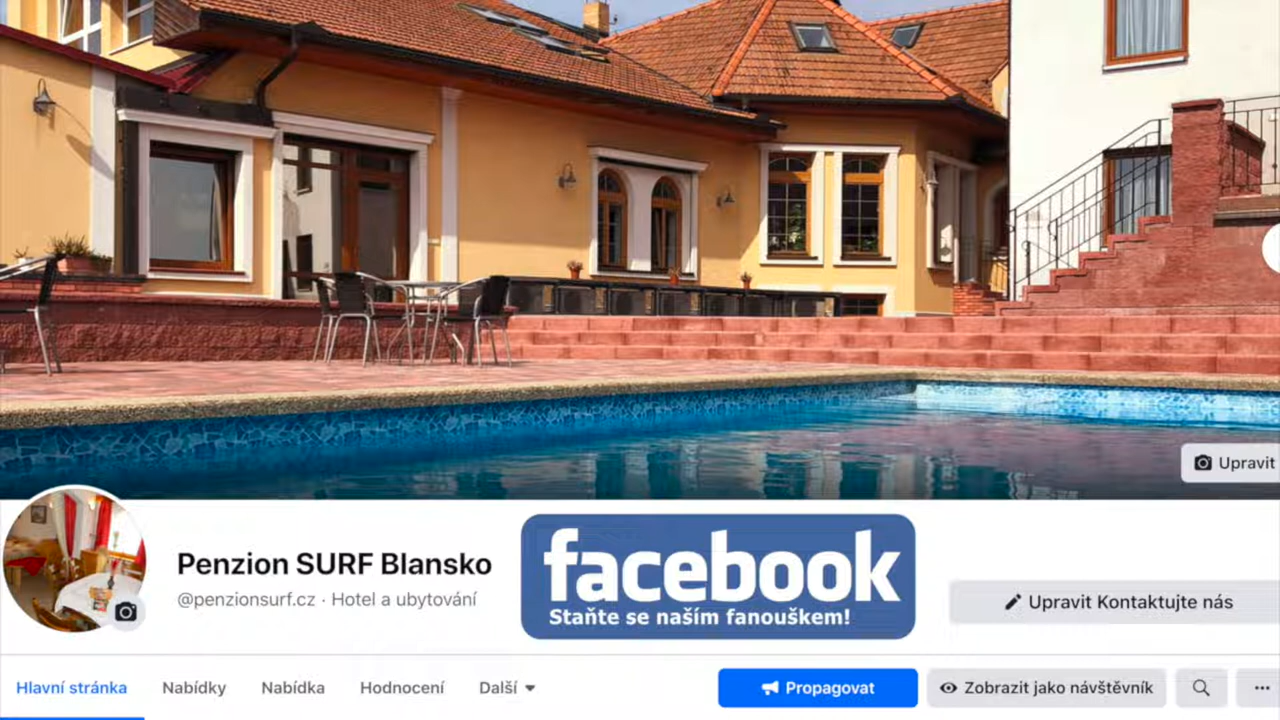 Upravit
Penzion SURF Blansko
@penzionsurf.cz · Hotel a ubytování
facebook
Staňte se naším fanouškem!
Upravit Kontaktujte nás
Hlavní stránka
Nabídky
Nabídka
Hodnocení
Další
Propagovat
Zobrazit jako návštěvník